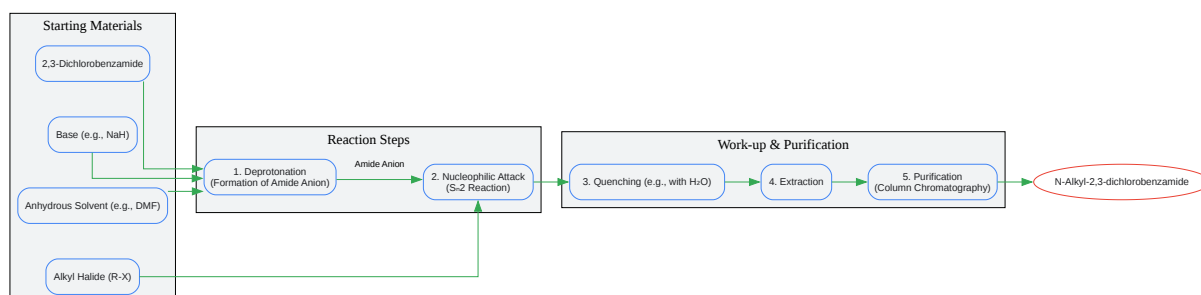 Starting Materials
2,3-Dichlorobenzamide
Base (e.g., NaH)
Anhydrous Solvent (e.g., DMF)
Alkyl Halide (R-X)
Reaction Steps
1. Deprotonation
(Formation of Amide Anion)
Amide Anion
2. Nucleophilic Attack
(Sₙ2 Reaction)
Work-up & Purification
3. Quenching (e.g., with H₂O)
4. Extraction
5. Purification
(Column Chromatography)
N-Alkyl-2,3-dichlorobenzamide